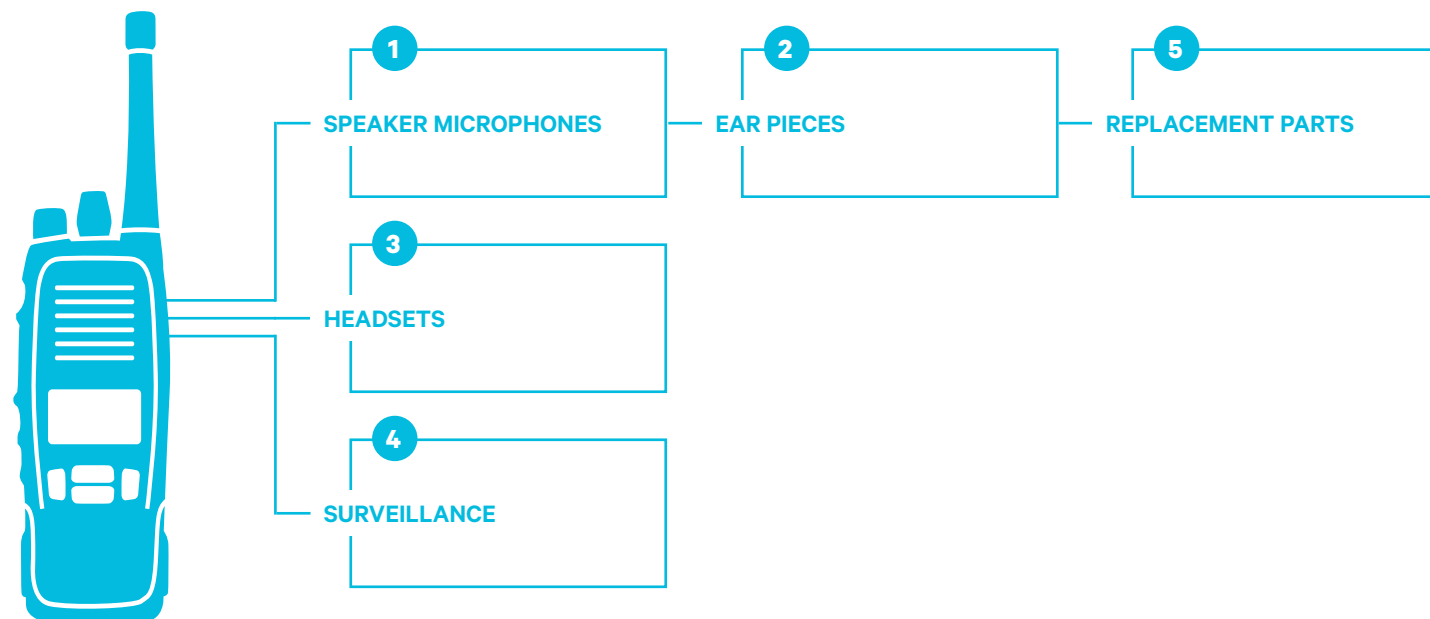 1
SPEAKER MICROPHONES
2
EAR PIECES
5
REPLACEMENT PARTS
3
HEADSETS
4
SURVEILLANCE